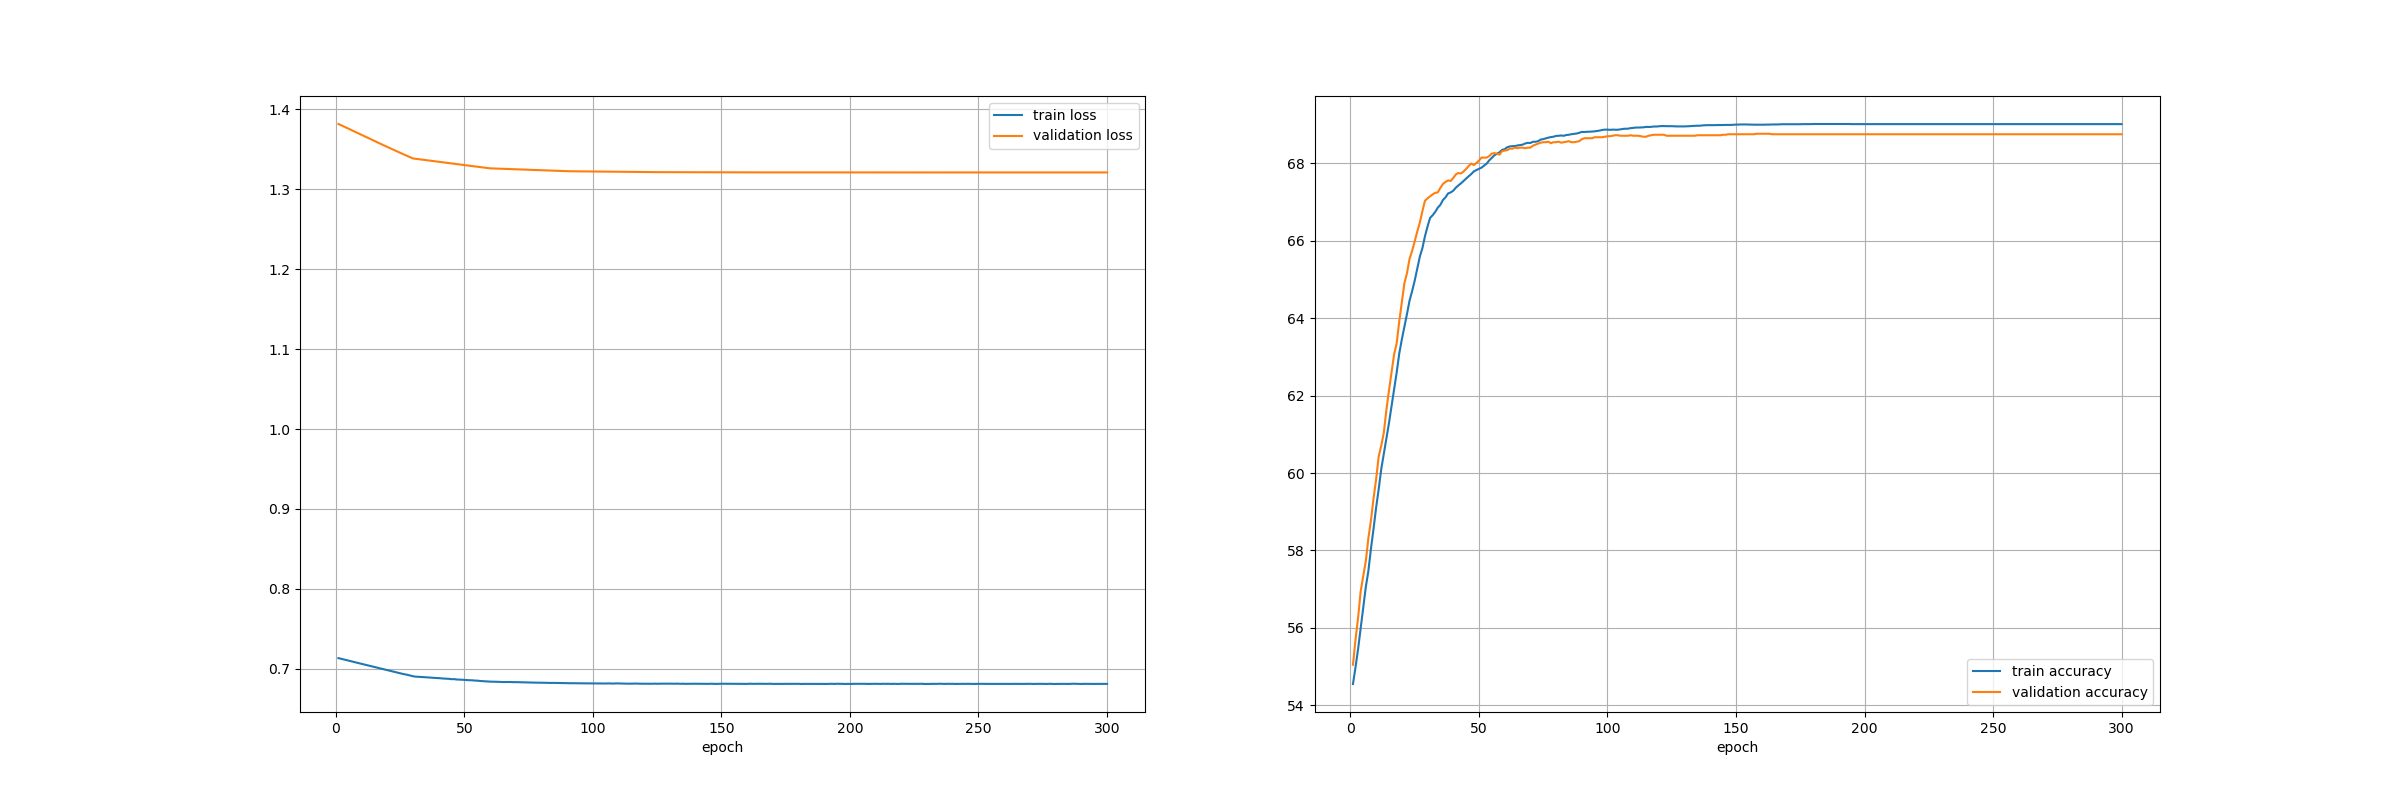 1.4
1.3
1.2
1.1
1.0
0.9
0.8
0.7
0 50 100 150 200 250 300
epoch
train loss
validation loss
68
66
64
62
60
58
56
54
0 50 100 150 200 250 300
epoch
train accuracy
validation accuracy